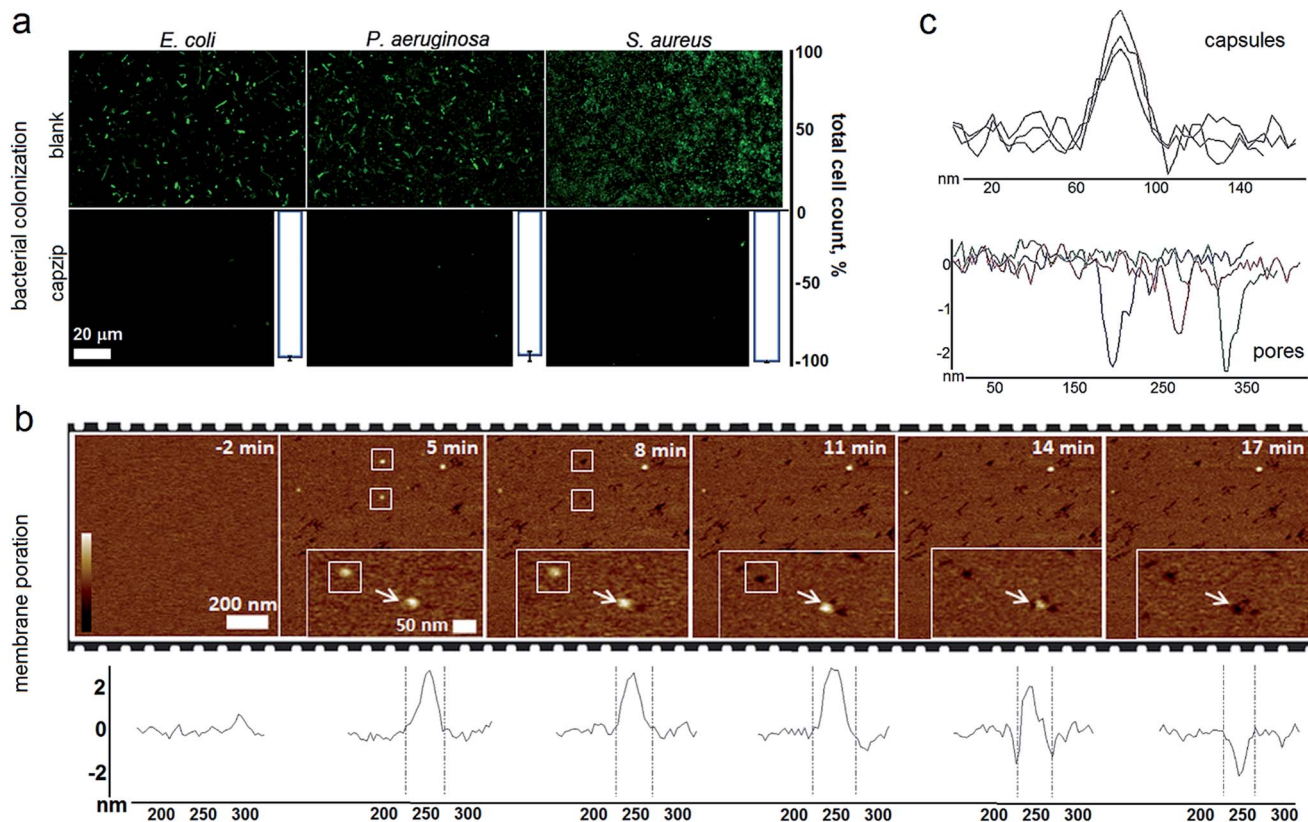 a
E. coli
P. aeruginosa
S. aureus
bacterial colonization
blank
capzip
20 µm
100
50
0
-50
-100
total cell count, %
c
capsules
nm
20
60
100
140
0
-1
-2
pores
nm
50
150
250
350
b
membrane poration
-2 min
5 min
8 min
11 min
14 min
17 min
200 nm
50 nm
2
0
-2
nm
200 250 300
200 250 300
200 250 300
200 250 300
200 250 300
200 250 300